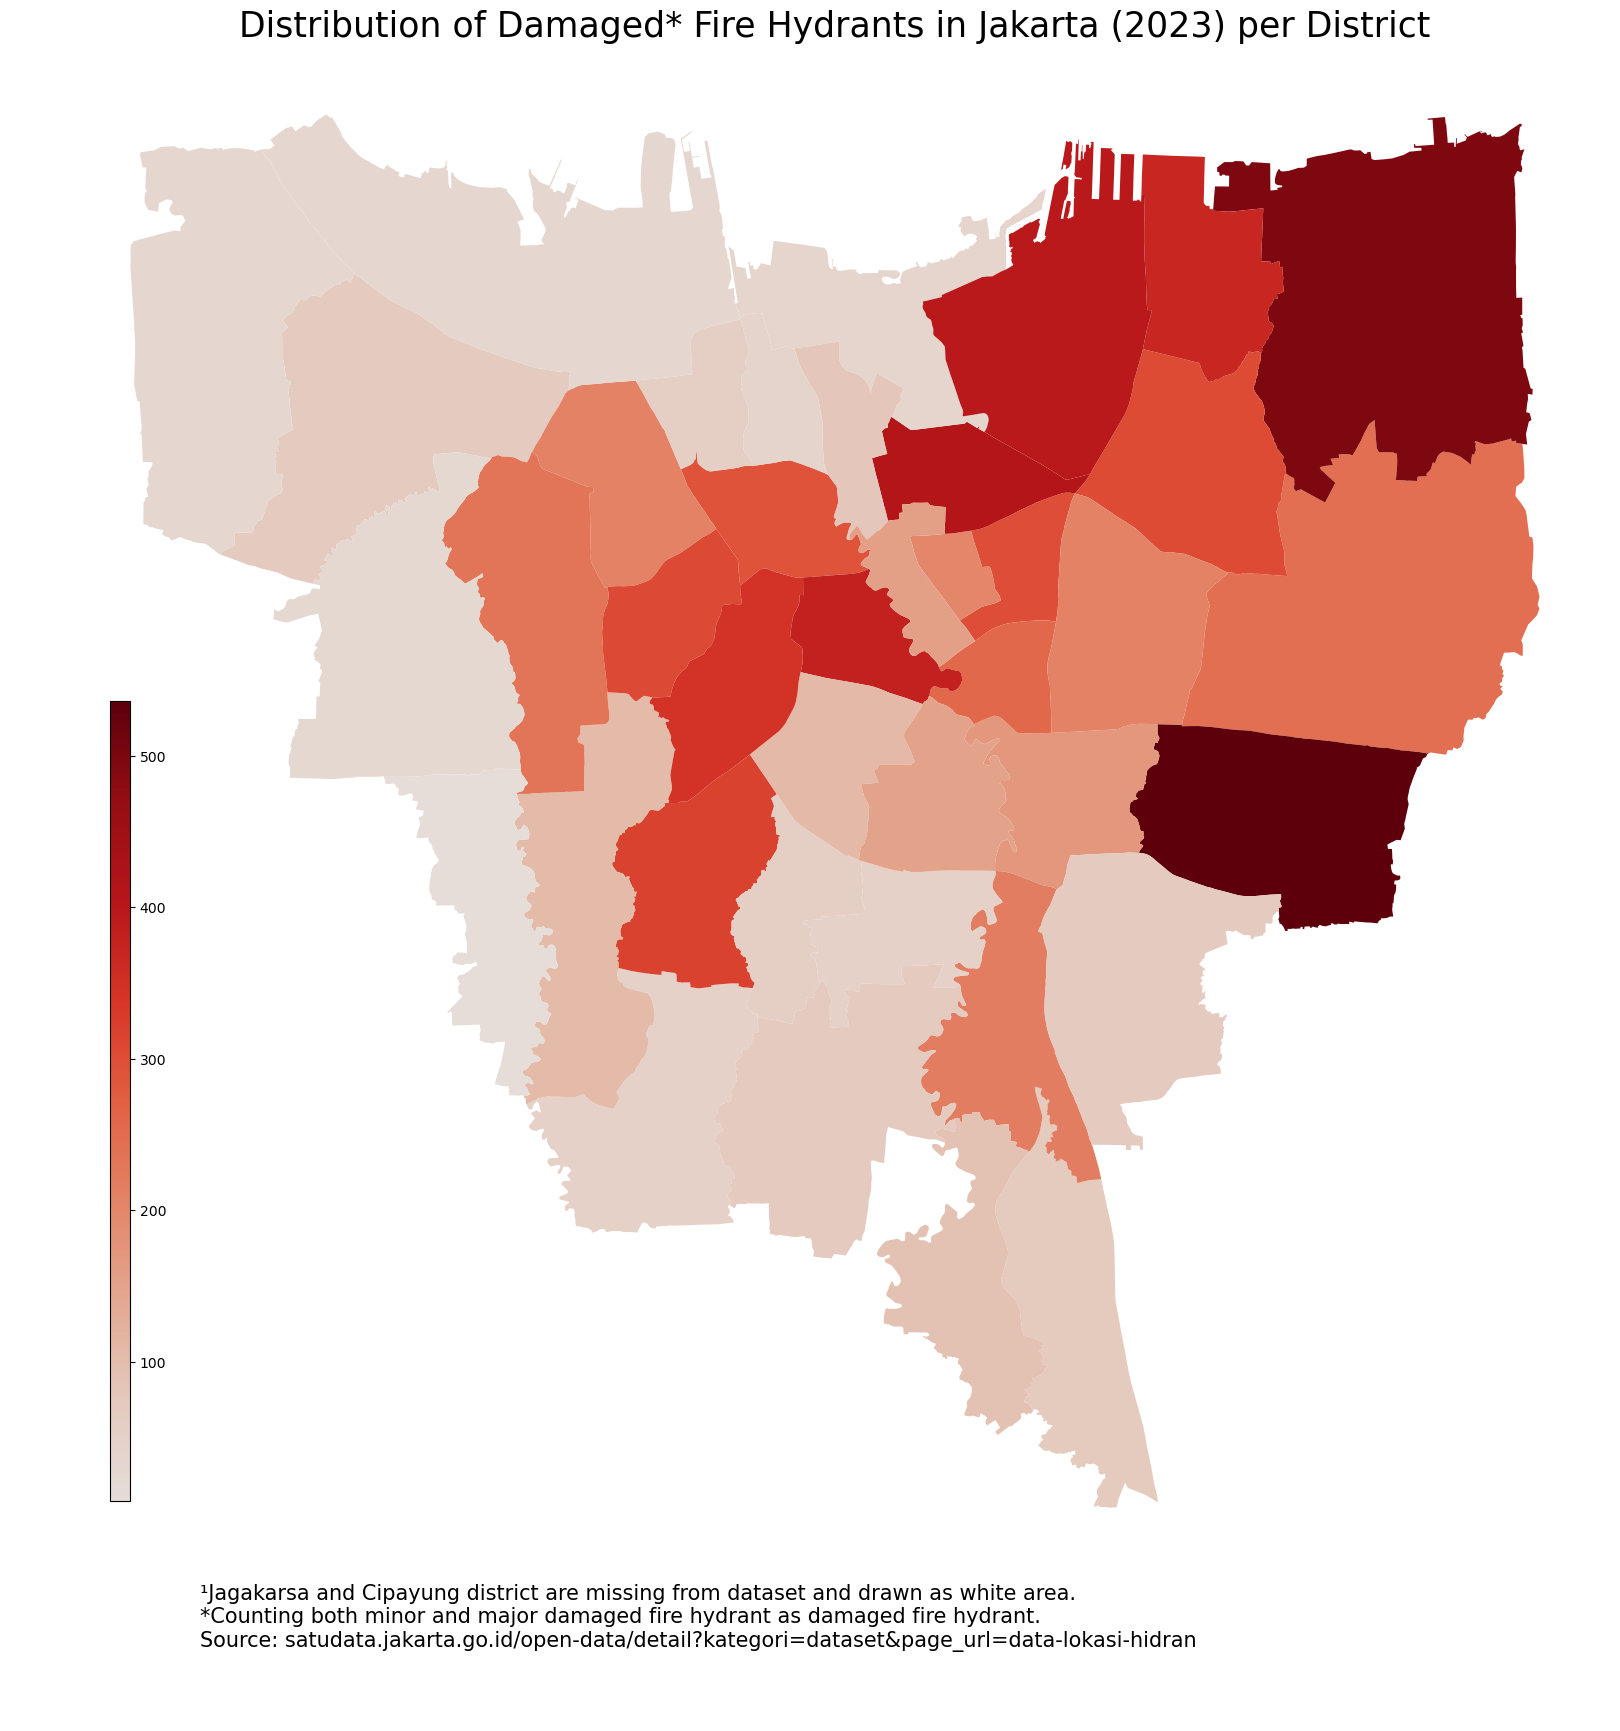 Distribution of Damaged* Fire Hydrants in Jakarta (2023) per District
500
400
300
200
100
¹Jagakarsa and Cipayung district are missing from dataset and drawn as white area.
*Counting both minor and major damaged fire hydrant as damaged fire hydrant.
Source: satudata.jakarta.go.id/open-data/detail?kategori=dataset&page_url=data-lokasi-hidran